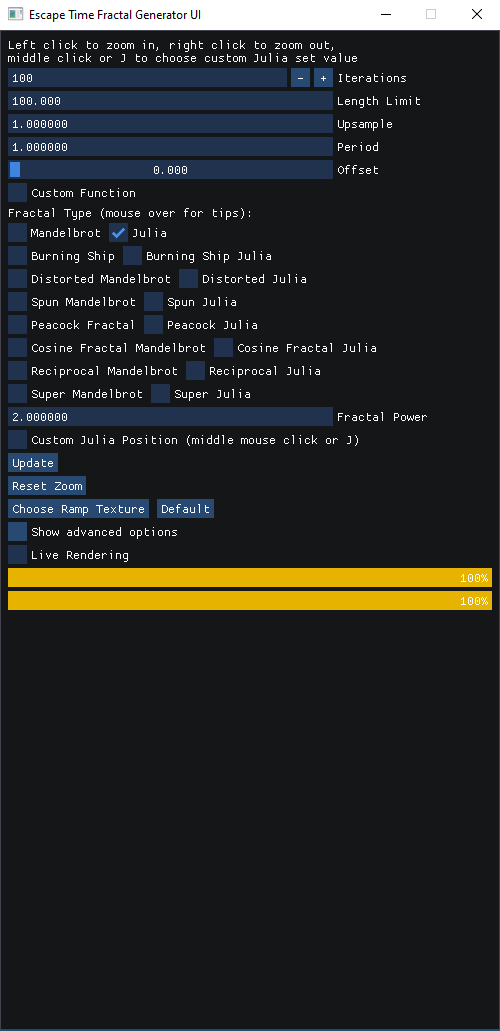 Escape Time Fractal Generator UI
Left click to zoom in, right click to zoom out,
middle click or J to choose custom Julia set value
100 - + Iterations
100.000 Length Limit
1.000000 Upsample
1.000000 Period
0.000 Offset
Custom Function
Fractal Type (mouse over for tips):
Mandelbrot Julia
Burning Ship Burning Ship Julia
Distorted Mandelbrot Distorted Julia
Spun Mandelbrot Spun Julia
Peacock Fractal Peacock Julia
Cosine Fractal Mandelbrot Cosine Fractal Julia
Reciprocal Mandelbrot Reciprocal Julia
Super Mandelbrot Super Julia
2.000000 Fractal Power
Custom Julia Position (middle mouse click or J)
Update
Reset Zoom
Choose Ramp Texture Default
Show advanced options
Live Rendering
100%
100%